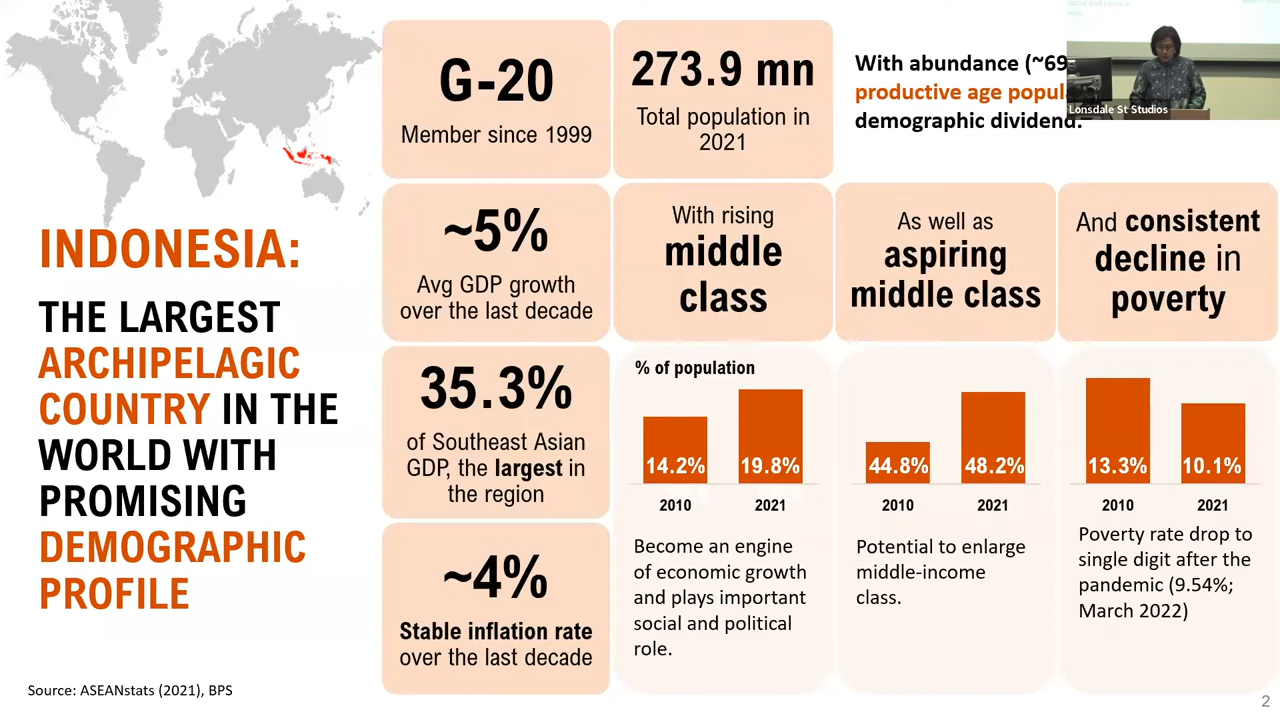 INDONESIA:
THE LARGEST
ARCHIPELAGIC
COUNTRY IN THE
WORLD WITH
PROMISING
DEMOGRAPHIC
PROFILE
Source: ASEANstats (2021), BPS
G-20
Member since 1999
273.9 mn
Total population in
2021
With abundance (~69
productive age popul
demographic dividend.
Lonsdale St Studios
~5%
Avg GDP growth
over the last decade
With rising
middle
class
As well as
aspiring
middle class
And consistent
decline in
poverty
35.3%
of Southeast Asian
GDP, the largest in
the region
~4%
Stable inflation rate
over the last decade
% of population
14.2% 19.8%
2010 2021
Become an engine
of economic growth
and plays important
social and political
role.
44.8% 48.2%
2010 2021
Potential to enlarge
middle-income
class.
13.3% 10.1%
2010 2021
Poverty rate drop to
single digit after the
pandemic (9.54%;
March 2022)
2